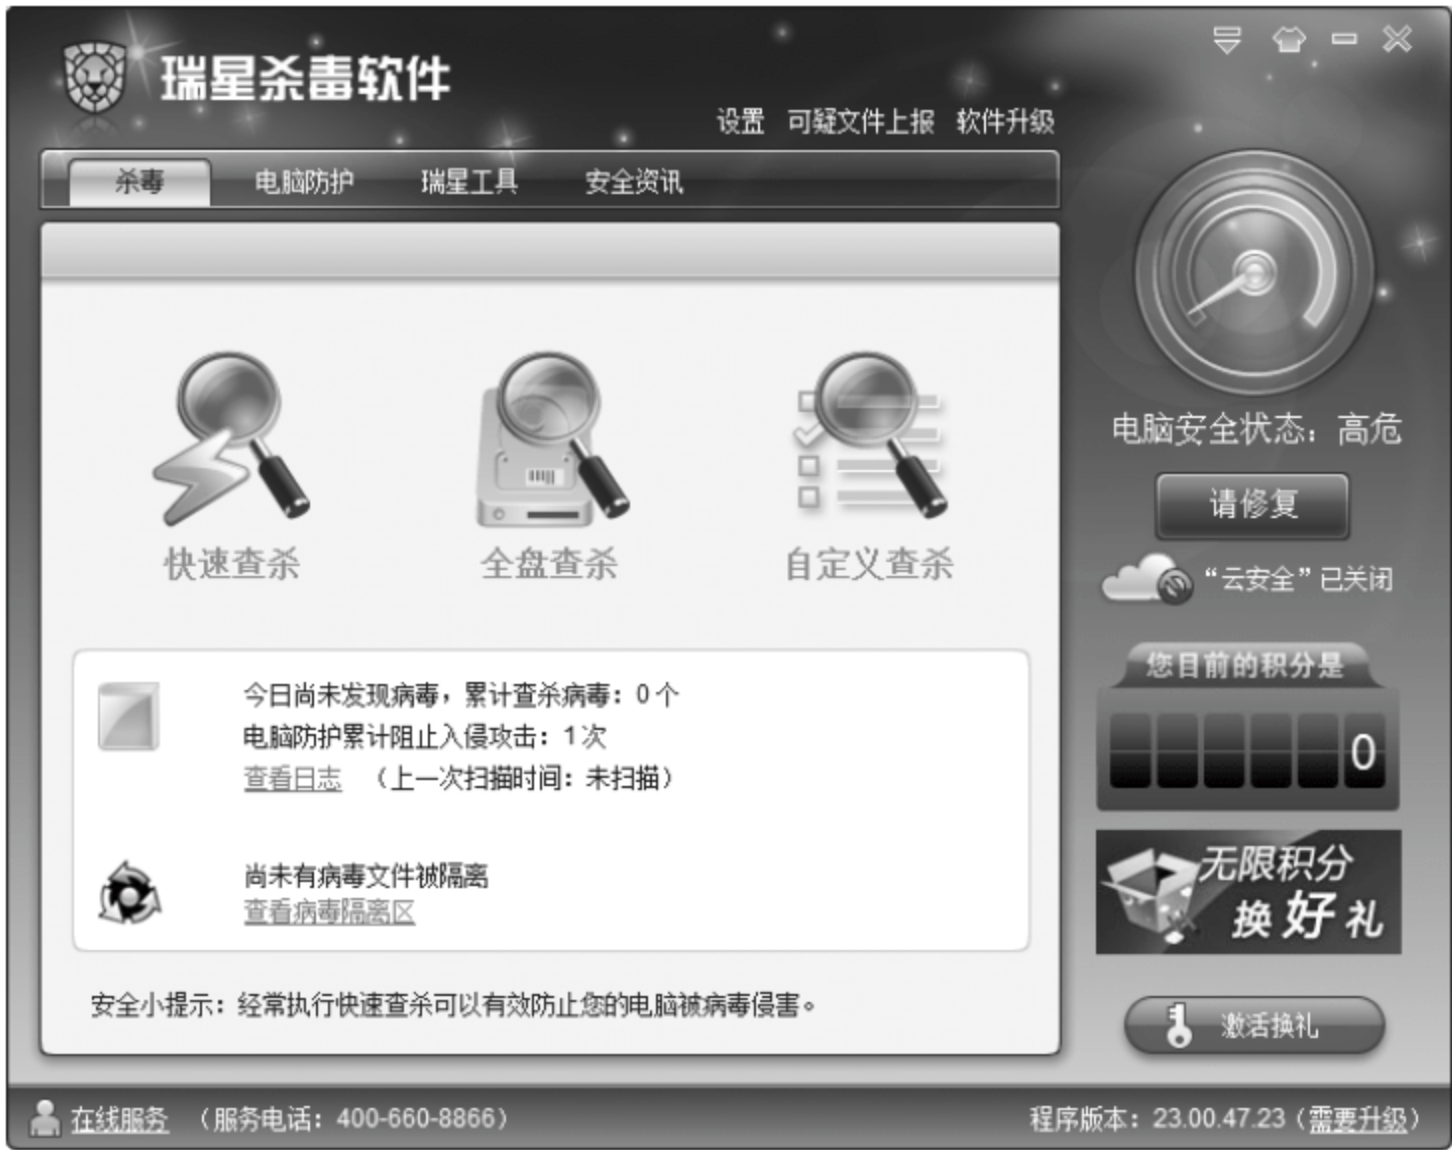 瑞星杀毒软件
设置 可疑文件上报 软件升级
杀毒 电脑防护 瑞星工具 安全资讯
快速查杀 全盘查杀 自定义查杀
今日尚未发现病毒，累计查杀病毒：0个
电脑防护累计阻止入侵攻击：1次
查看日志 （上一次扫描时间：未扫描）
尚未有病毒文件被隔离
查看病毒隔离区
安全小提示：经常执行快速查杀可以有效防止您的电脑被病毒侵害。
电脑安全状态：高危
请修复
“云安全”已关闭
您目前的积分是
0
无限积分
换好礼
激活换礼
在线服务 （服务电话：400-660-8866）
程序版本：23.00.47.23（需要升级）